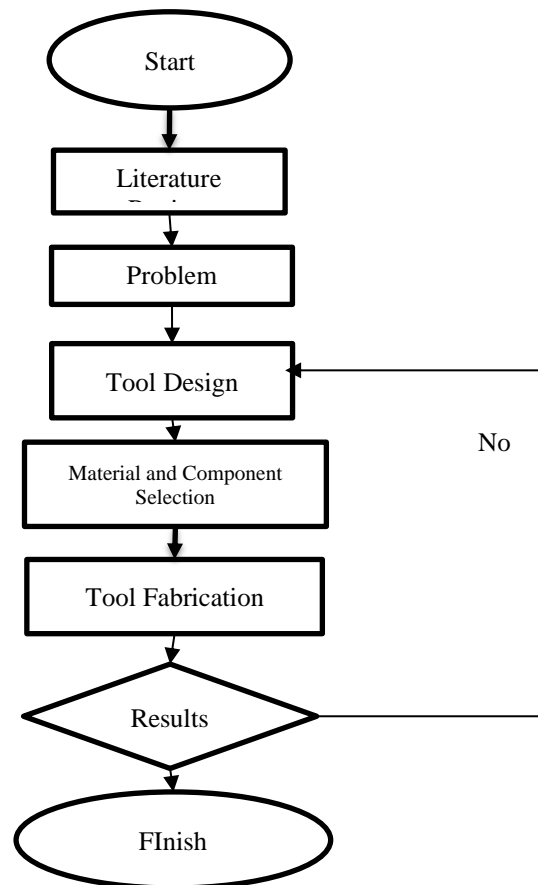 Start
Literature
Problem
Tool Design
No
Material and Component
Selection
Tool Fabrication
Results
FInish